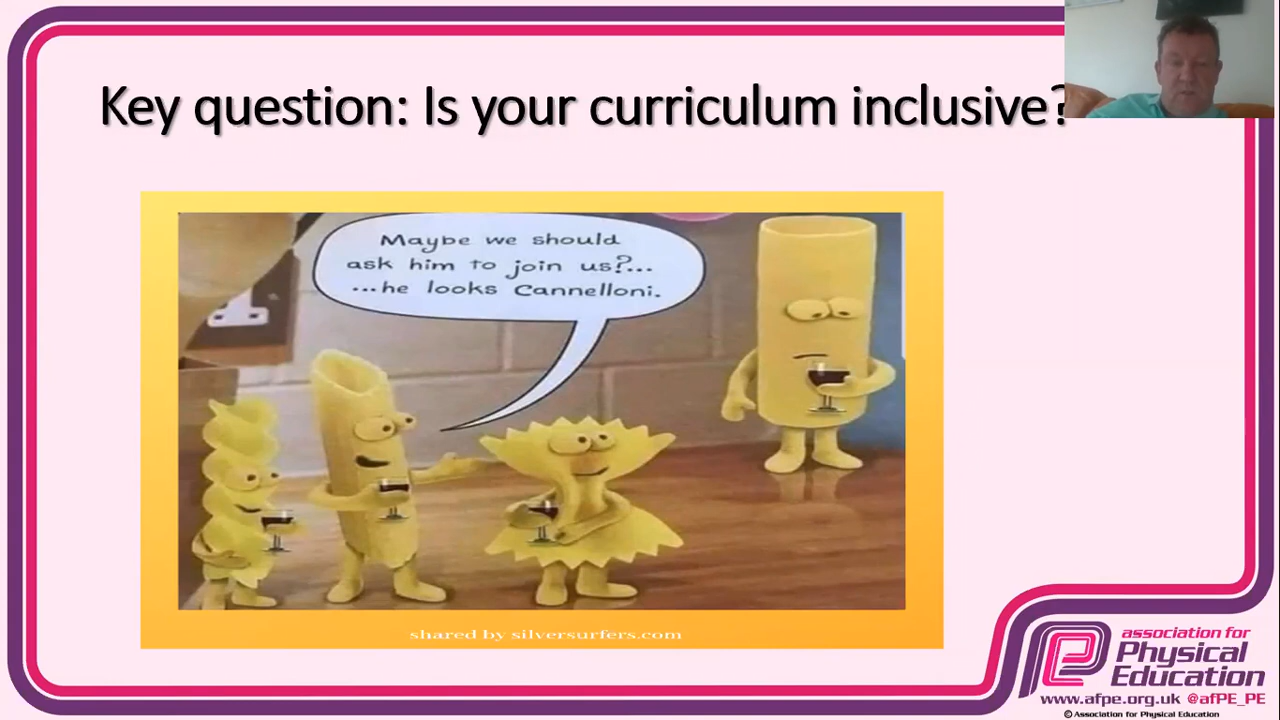 Key question: Is your curriculum inclusive?
Maybe we should
ask him to join us?...
...he looks Cannelloni.
shared by silversurfers.com
association for
Physical
Education
www.afpe.org.uk @afPE_PE
© Association for Physical Education